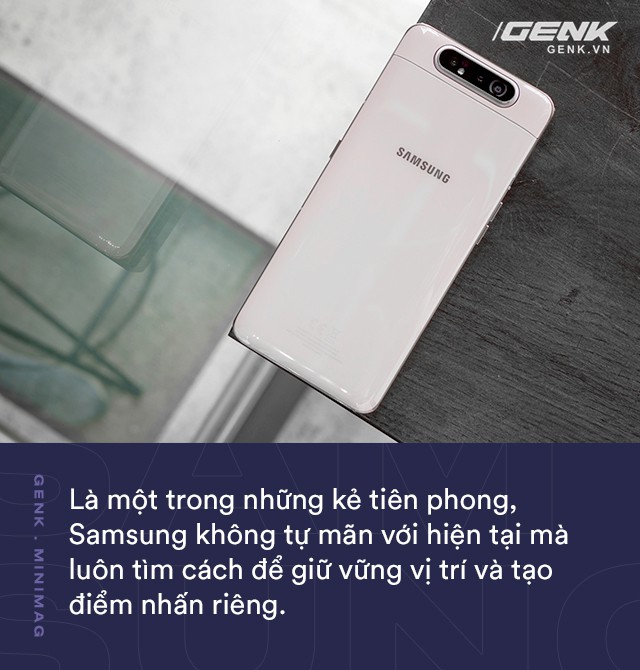 GENK
GENK.VN
SAMSUNG
GENK . MINIMAG
Là một trong những kẻ tiên phong,
Samsung không tự mãn với hiện tại mà
luôn tìm cách để giữ vững vị trí và tạo
điểm nhấn riêng.